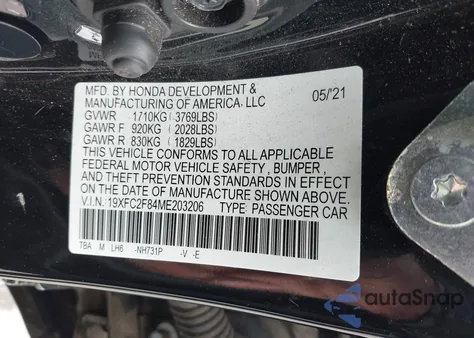 MFD. BY HONDA DEVELOPMENT &
MANUFACTURING OF AMERICA, LLC 05/'21
GVWR 1710KG (3769LBS)
GAWR F 920KG (2028LBS)
GAWR R 830KG (1829LBS)
THIS VEHICLE CONFORMS TO ALL APPLICABLE
FEDERAL MOTOR VEHICLE SAFETY, BUMPER,
AND THEFT PREVENTION STANDARDS IN EFFECT
ON THE DATE OF MANUFACTURE SHOWN ABOVE.
V.I.N: 19XFC2F84ME203206 TYPE: PASSENGER CAR
TBA M LH6 -NH731P -V -E
autoSnap